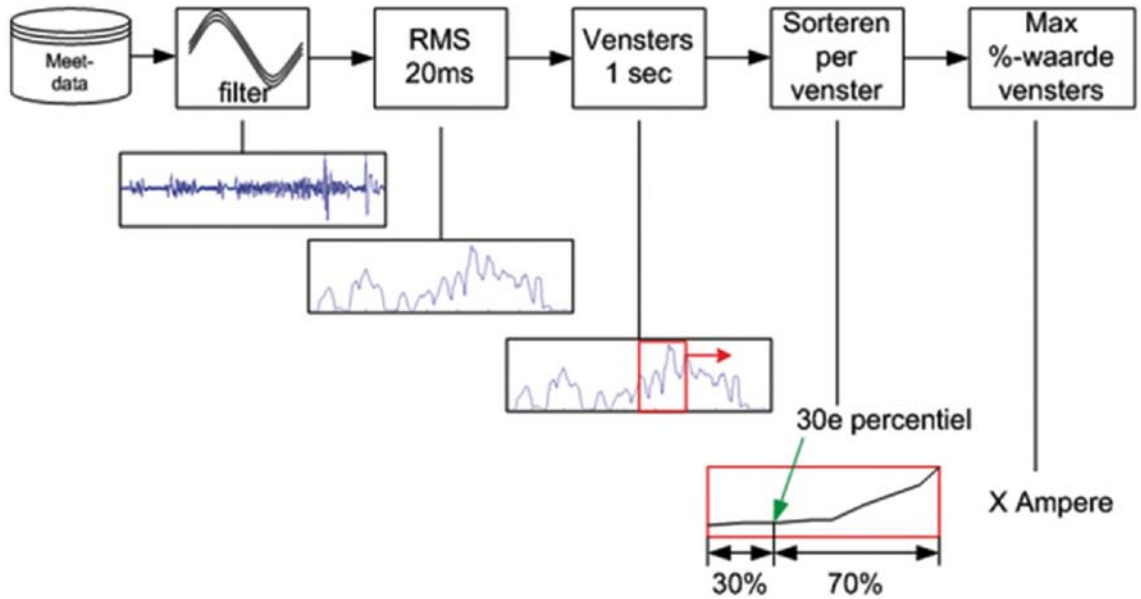 Meet-
data
filter
RMS
20ms
Vensters
1 sec
Sorteren
per
venster
Max
%-waarde
vensters
30e percentiel
X Ampere
30%
70%